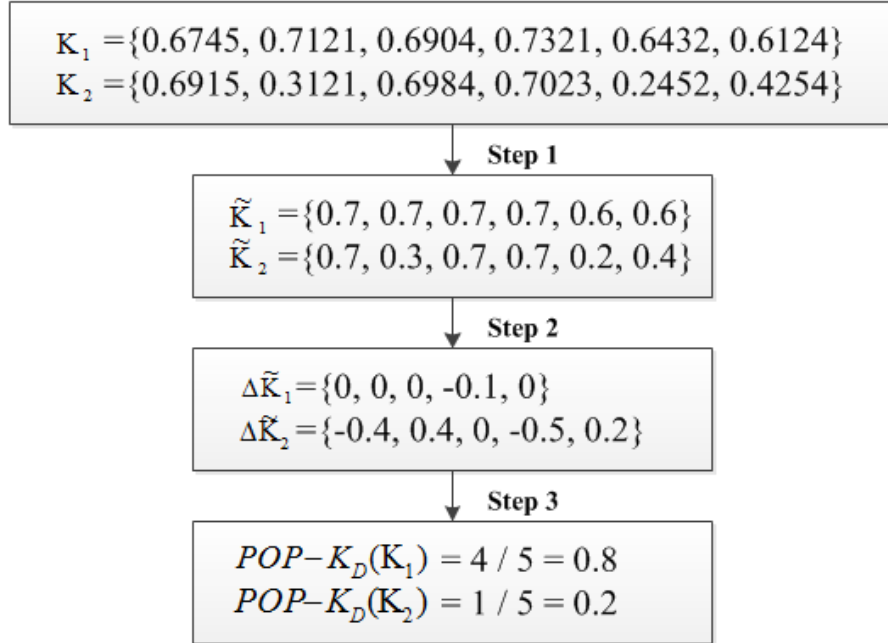 K₁ ={0.6745, 0.7121, 0.6904, 0.7321, 0.6432, 0.6124}
K₂ ={0.6915, 0.3121, 0.6984, 0.7023, 0.2452, 0.4254}
Step 1
K̃₁ ={0.7, 0.7, 0.7, 0.7, 0.6, 0.6}
K̃₂ ={0.7, 0.3, 0.7, 0.7, 0.2, 0.4}
Step 2
ΔK̃₁={0, 0, 0, -0.1, 0}
ΔK̃₂={-0.4, 0.4, 0, -0.5, 0.2}
Step 3
POP−K_D(K₁) = 4 / 5 = 0.8
POP−K_D(K₂) = 1 / 5 = 0.2